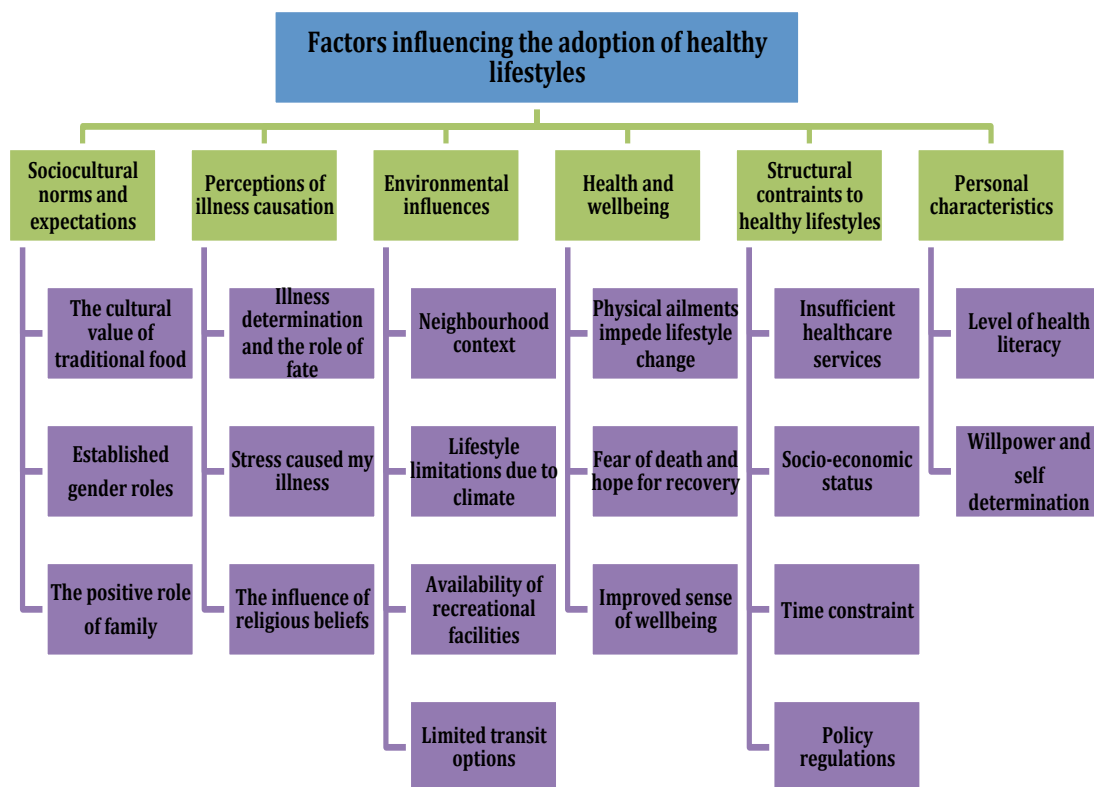 Factors influencing the adoption of healthy
lifestyles
Sociocultural
norms and
expectations
Perceptions of
illness causation
Environmental
influences
Health and
wellbeing
Structural
contraints to
healthy lifestyles
Personal
characteristics
The cultural
value of
traditional food
Established
gender roles
The positive role
of family
Illness
determination
and the role of
fate
Stress caused my
illness
The influence of
religious beliefs
Neighbourhood
context
Lifestyle
limitations due to
climate
Availability of
recreational
facilities
Limited transit
options
Physical ailments
impede lifestyle
change
Fear of death and
hope for recovery
Improved sense
of wellbeing
Insufficient
healthcare
services
Socio-economic
status
Time constraint
Policy
regulations
Level of health
literacy
Willpower and
self
determination